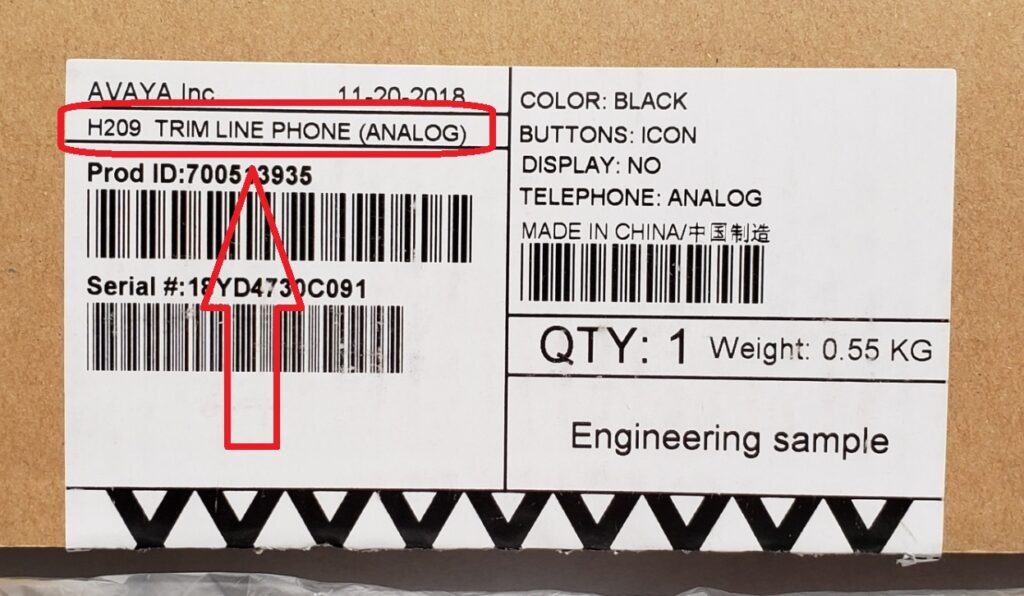 AVAYA Inc 11-20-2018
H209 TRIM LINE PHONE (ANALOG)
Prod ID:700513935
Serial #:18YD4730C091
COLOR: BLACK
BUTTONS: ICON
DISPLAY: NO
TELEPHONE: ANALOG
MADE IN CHINA/中国制造
QTY: 1 Weight: 0.55 KG
Engineering sample